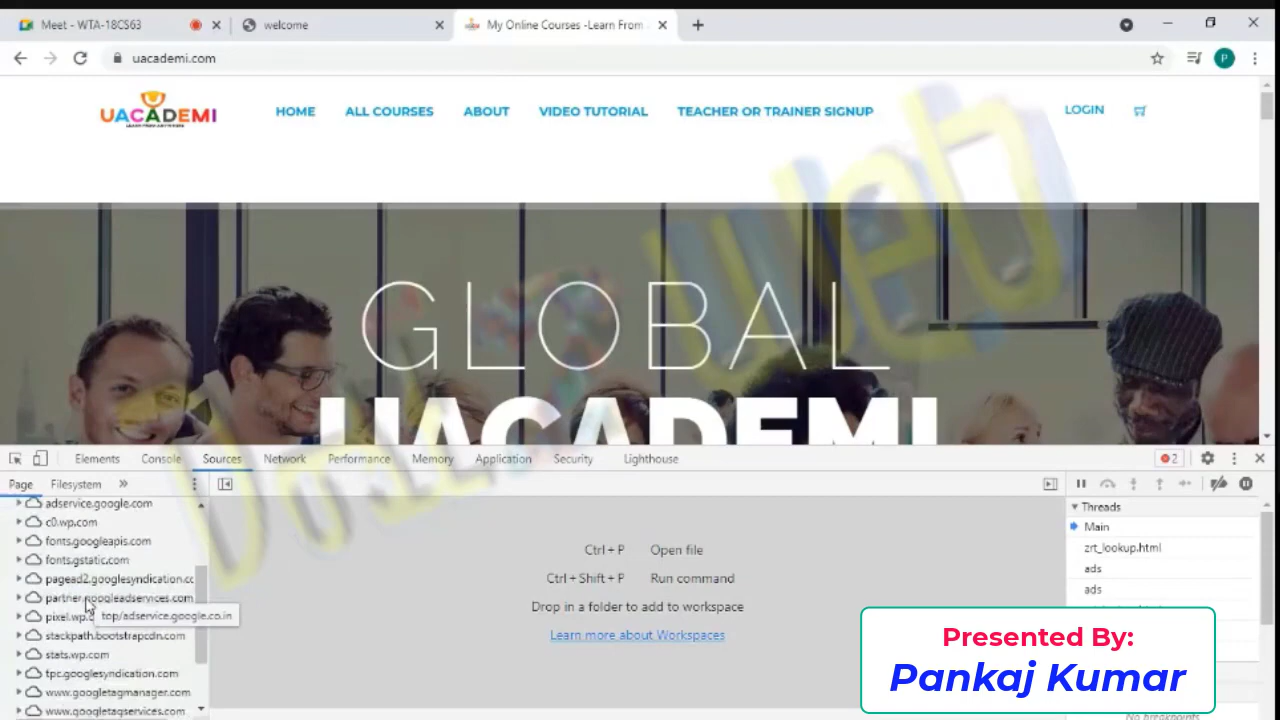 Meet - WTA-18CS63
welcome
My Online Courses -Learn From
uacademi.com
P
UACADEMI
LEARN FROM ANYWHERE
HOME
ALL COURSES
ABOUT
VIDEO TUTORIAL
TEACHER OR TRAINER SIGNUP
LOGIN
web
GLOBAL
UACADEMI
Elements
Console
Sources
Network
Performance
Memory
Application
Security
Lighthouse
2
Page
Filesystem
»
adservice.google.com
c0.wp.com
fonts.googleapis.com
fonts.gstatic.com
pagead2.googlesyndication.cc
partner.googleadservices.com
pixel.wp.c
top/adservice.google.co.in
stackpath.bootstrapcdn.com
stats.wp.com
tpc.googlesyndication.com
www.googletagmanager.com
www.googletagservices.com
Ctrl + P Open file
Ctrl + Shift + P Run command
Drop in a folder to add to workspace
Learn more about Workspaces
Threads
Main
zrt_lookup.html
ads
ads
Presented By:
Pankaj Kumar
No breakpoints